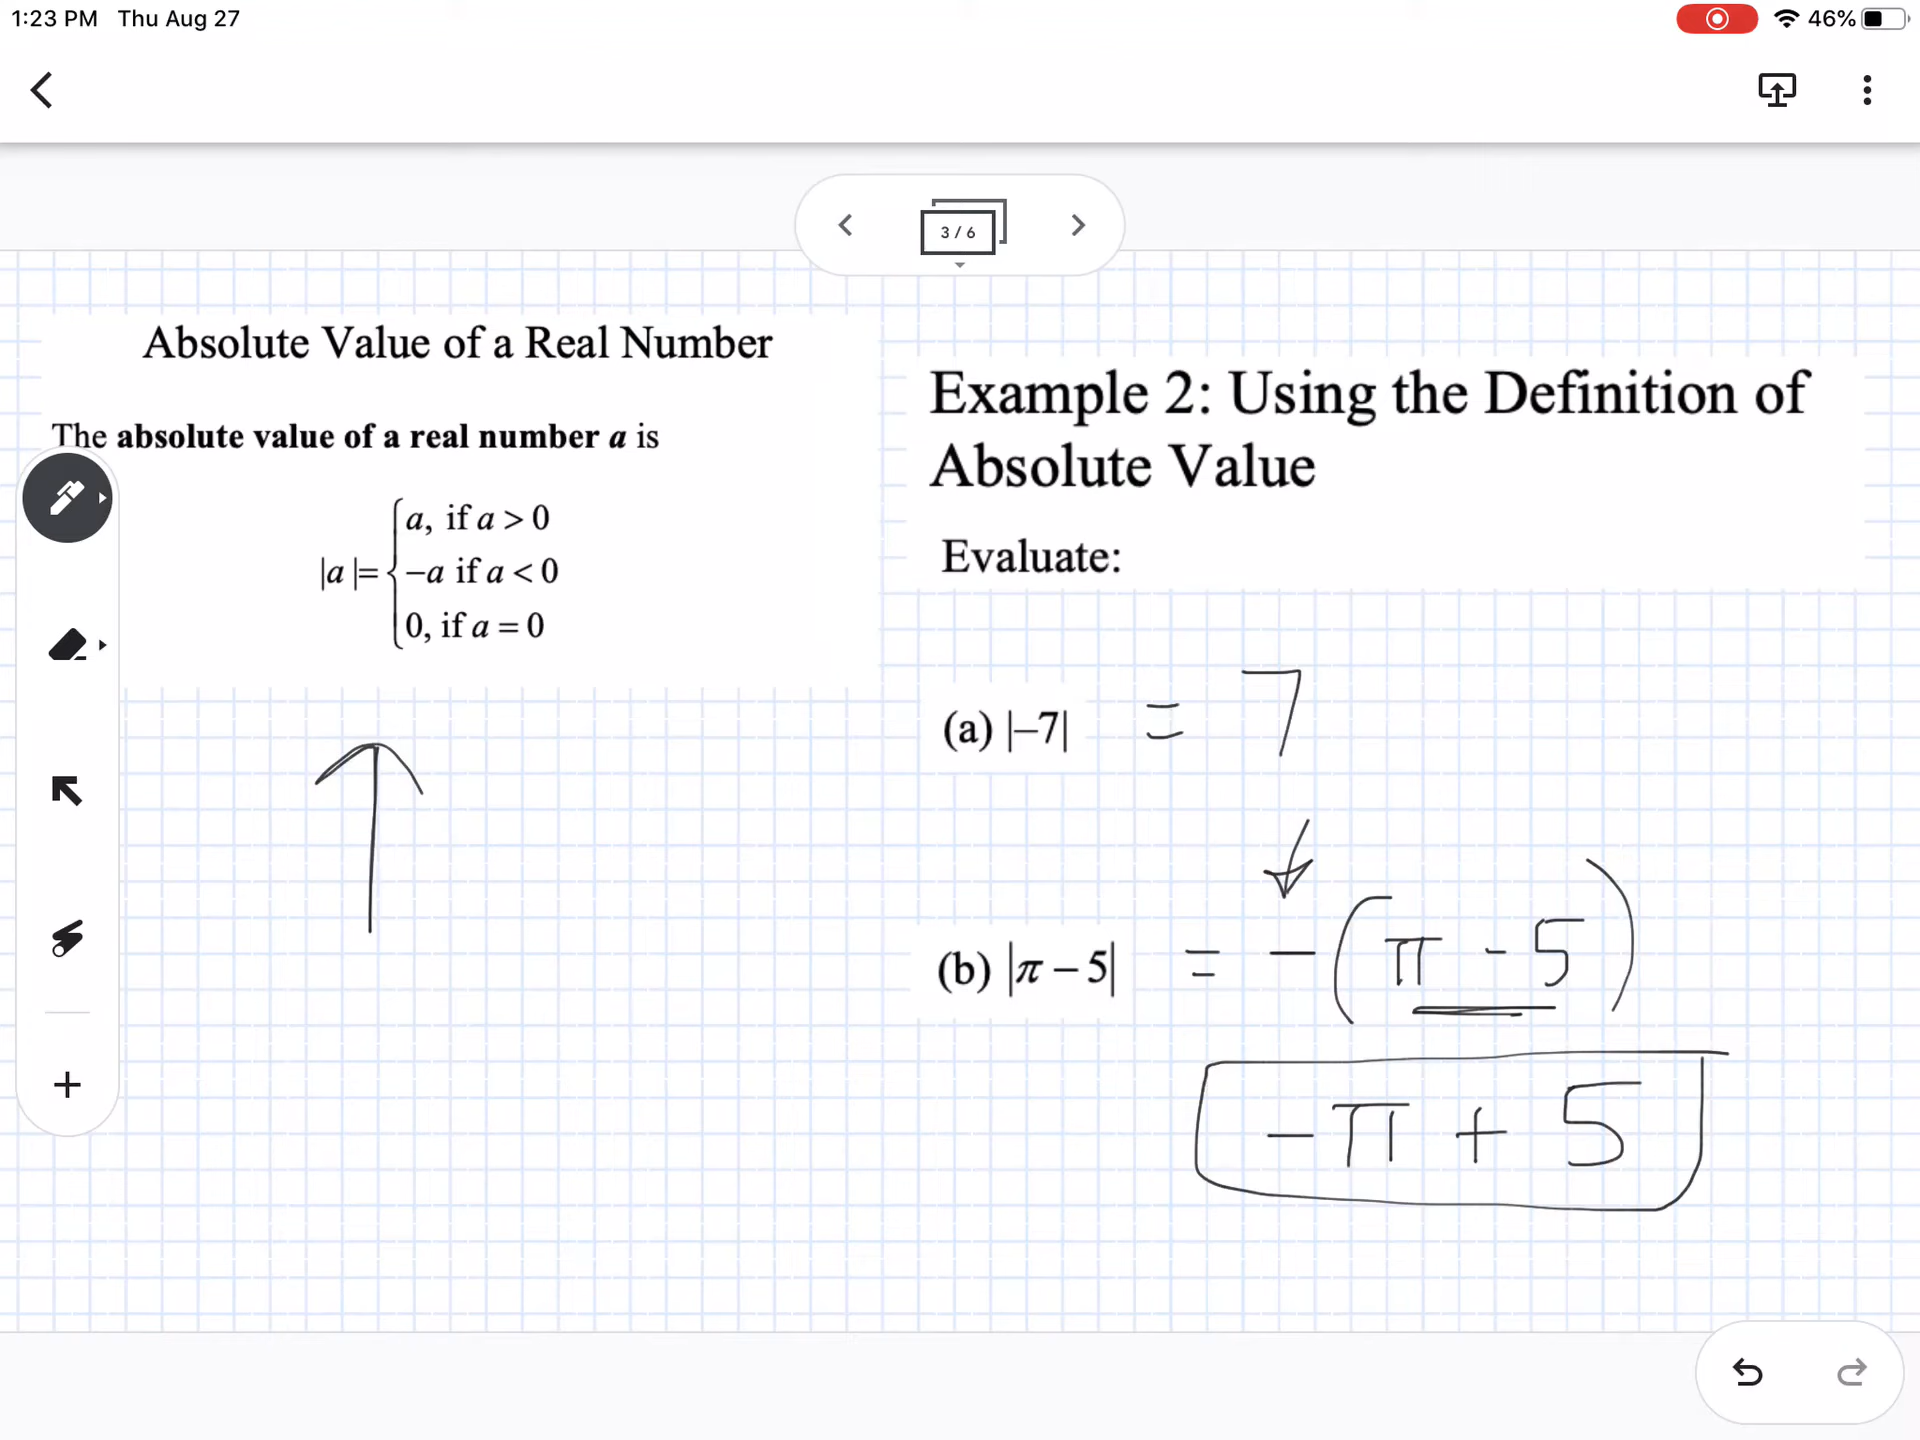 1:23 PM Thu Aug 27
46%
3 / 6
Absolute Value of a Real Number
The absolute value of a real number a is
|a|= { a, if a > 0
−a if a < 0
0, if a = 0
Example 2: Using the Definition of
Absolute Value
Evaluate:
(a) |−7| = 7
(b) |π − 5| = −(π − 5)
−π + 5